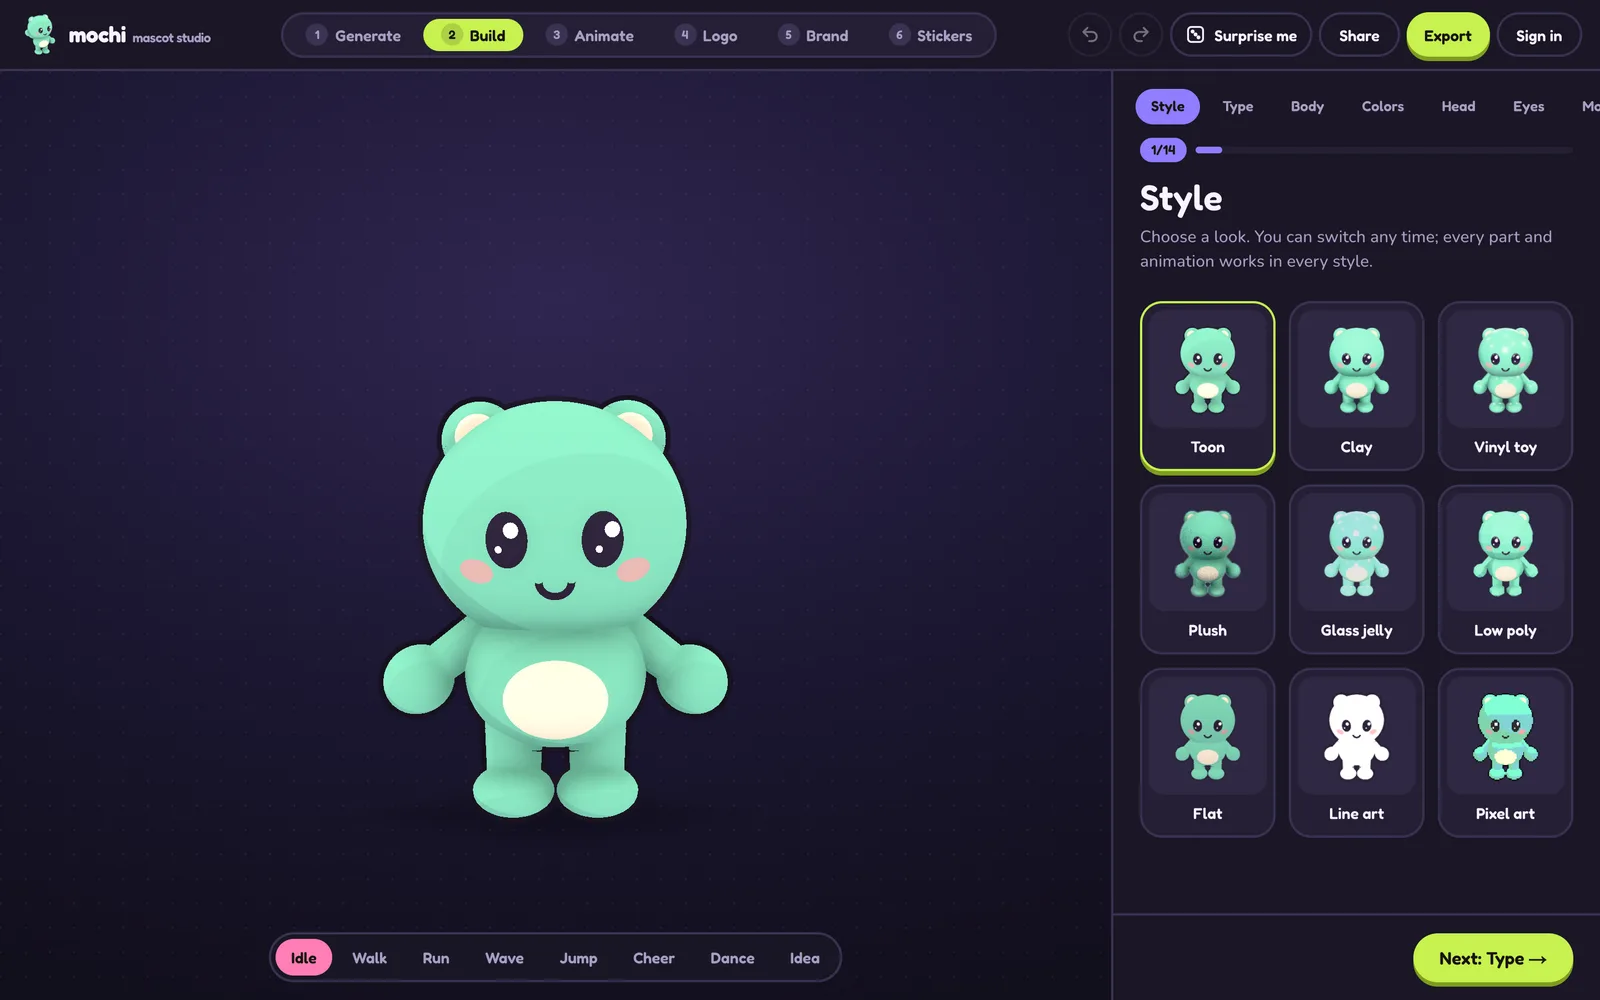 mochi mascot studio
1 Generate
2 Build
3 Animate
4 Logo
5 Brand
6 Stickers
Surprise me
Share
Export
Sign in
Style Type Body Colors Head Eyes Mo
1/14
Style
Choose a look. You can switch any time; every part and
animation works in every style.
Toon Clay Vinyl toy
Plush Glass jelly Low poly
Flat Line art Pixel art
Idle Walk Run Wave Jump Cheer Dance Idea
Next: Type →